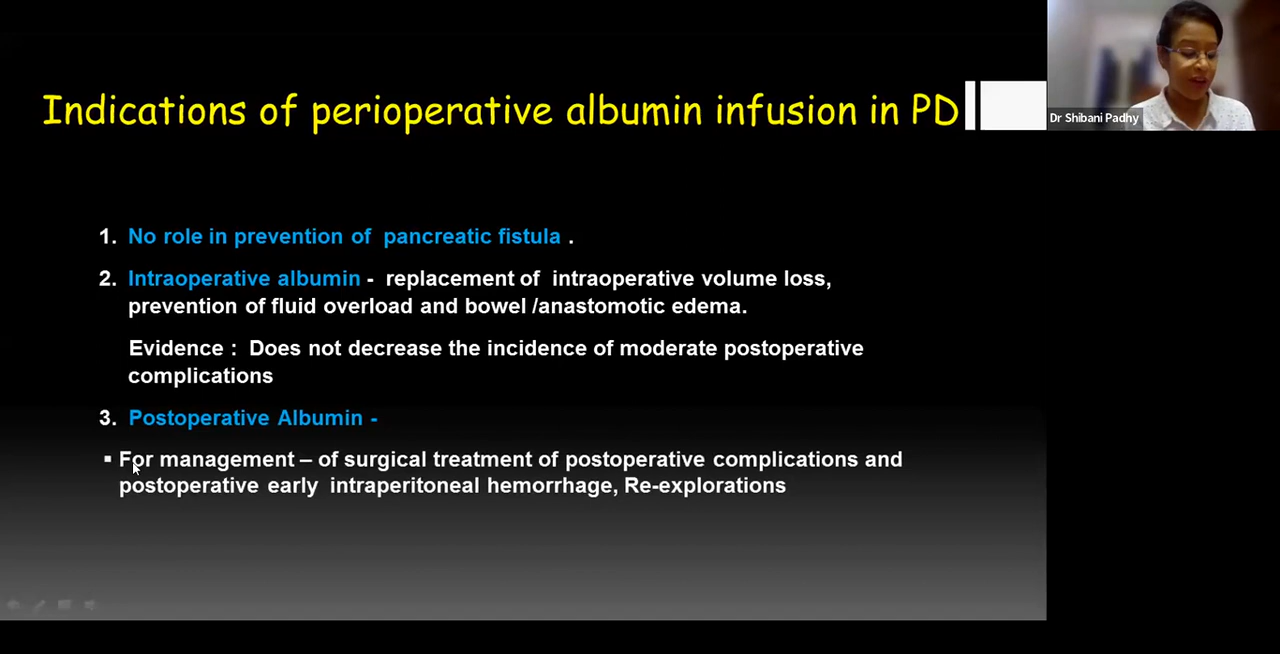 Indications of perioperative albumin infusion in PD
Dr Shibani Padhy
1. No role in prevention of pancreatic fistula .
2. Intraoperative albumin - replacement of intraoperative volume loss,
prevention of fluid overload and bowel /anastomotic edema.
Evidence : Does not decrease the incidence of moderate postoperative
complications
3. Postoperative Albumin -
▪ For management – of surgical treatment of postoperative complications and
postoperative early intraperitoneal hemorrhage, Re-explorations